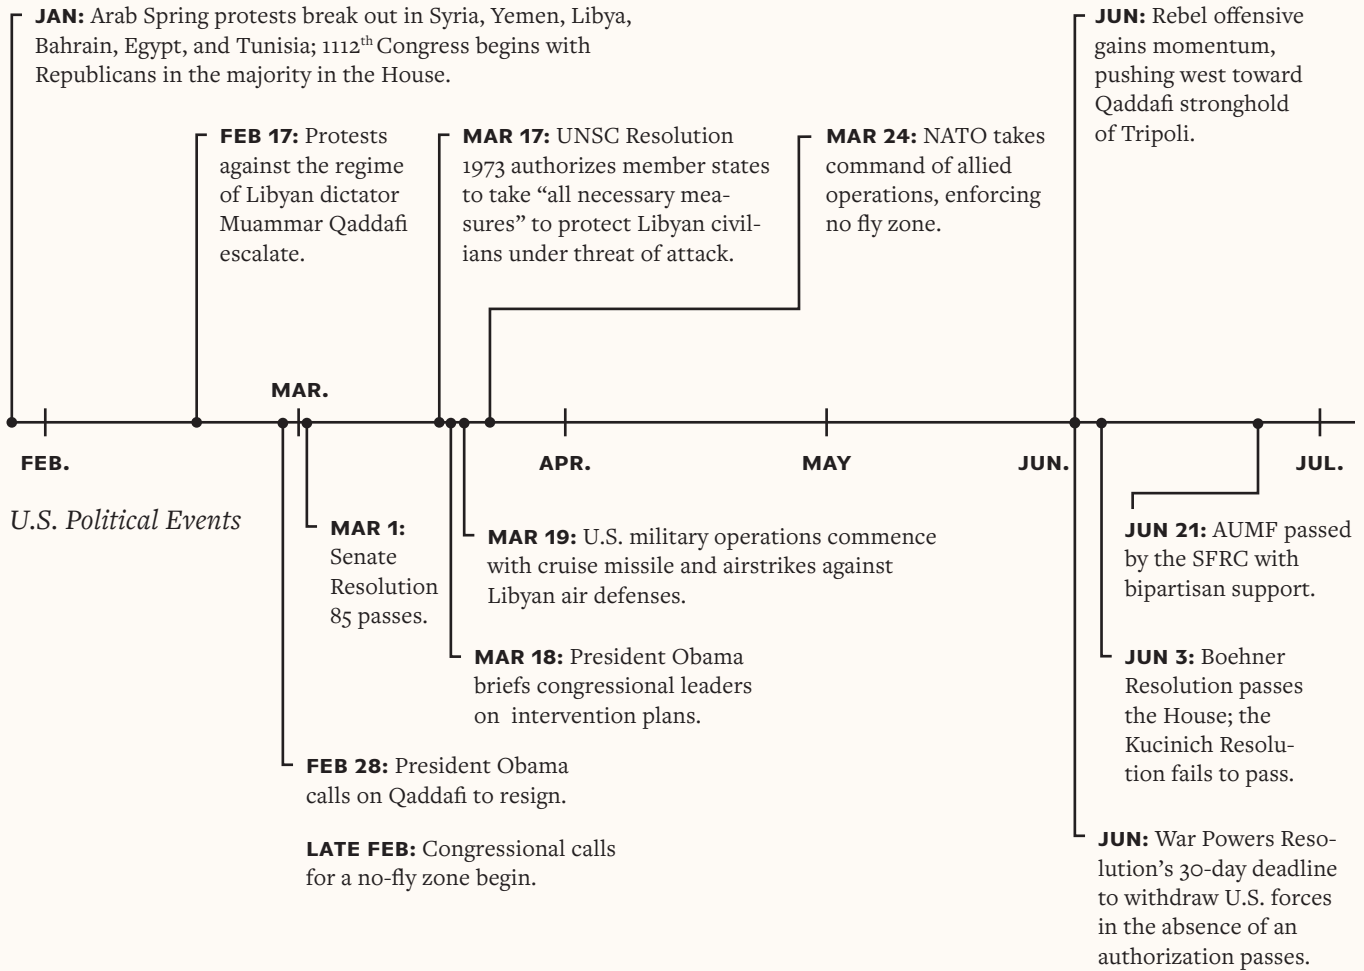 JAN: Arab Spring protests break out in Syria, Yemen, Libya,
Bahrain, Egypt, and Tunisia; 1112th Congress begins with
Republicans in the majority in the House.
FEB 17: Protests
against the regime
of Libyan dictator
Muammar Qaddafi
escalate.
MAR 17: UNSC Resolution
1973 authorizes member states
to take “all necessary mea-
sures” to protect Libyan civil-
ians under threat of attack.
MAR 24: NATO takes
command of allied
operations, enforcing
no fly zone.
JUN: Rebel offensive
gains momentum,
pushing west toward
Qaddafi stronghold
of Tripoli.
MAR.
FEB.
APR.
MAY
JUN.
JUL.
U.S. Political Events
MAR 1:
Senate
Resolution
85 passes.
MAR 19: U.S. military operations commence
with cruise missile and airstrikes against
Libyan air defenses.
MAR 18: President Obama
briefs congressional leaders
on intervention plans.
FEB 28: President Obama
calls on Qaddafi to resign.
LATE FEB: Congressional calls
for a no-fly zone begin.
JUN 21: AUMF passed
by the SFRC with
bipartisan support.
JUN 3: Boehner
Resolution passes
the House; the
Kucinich Resolu-
tion fails to pass.
JUN: War Powers Reso-
lution’s 30-day deadline
to withdraw U.S. forces
in the absence of an
authorization passes.